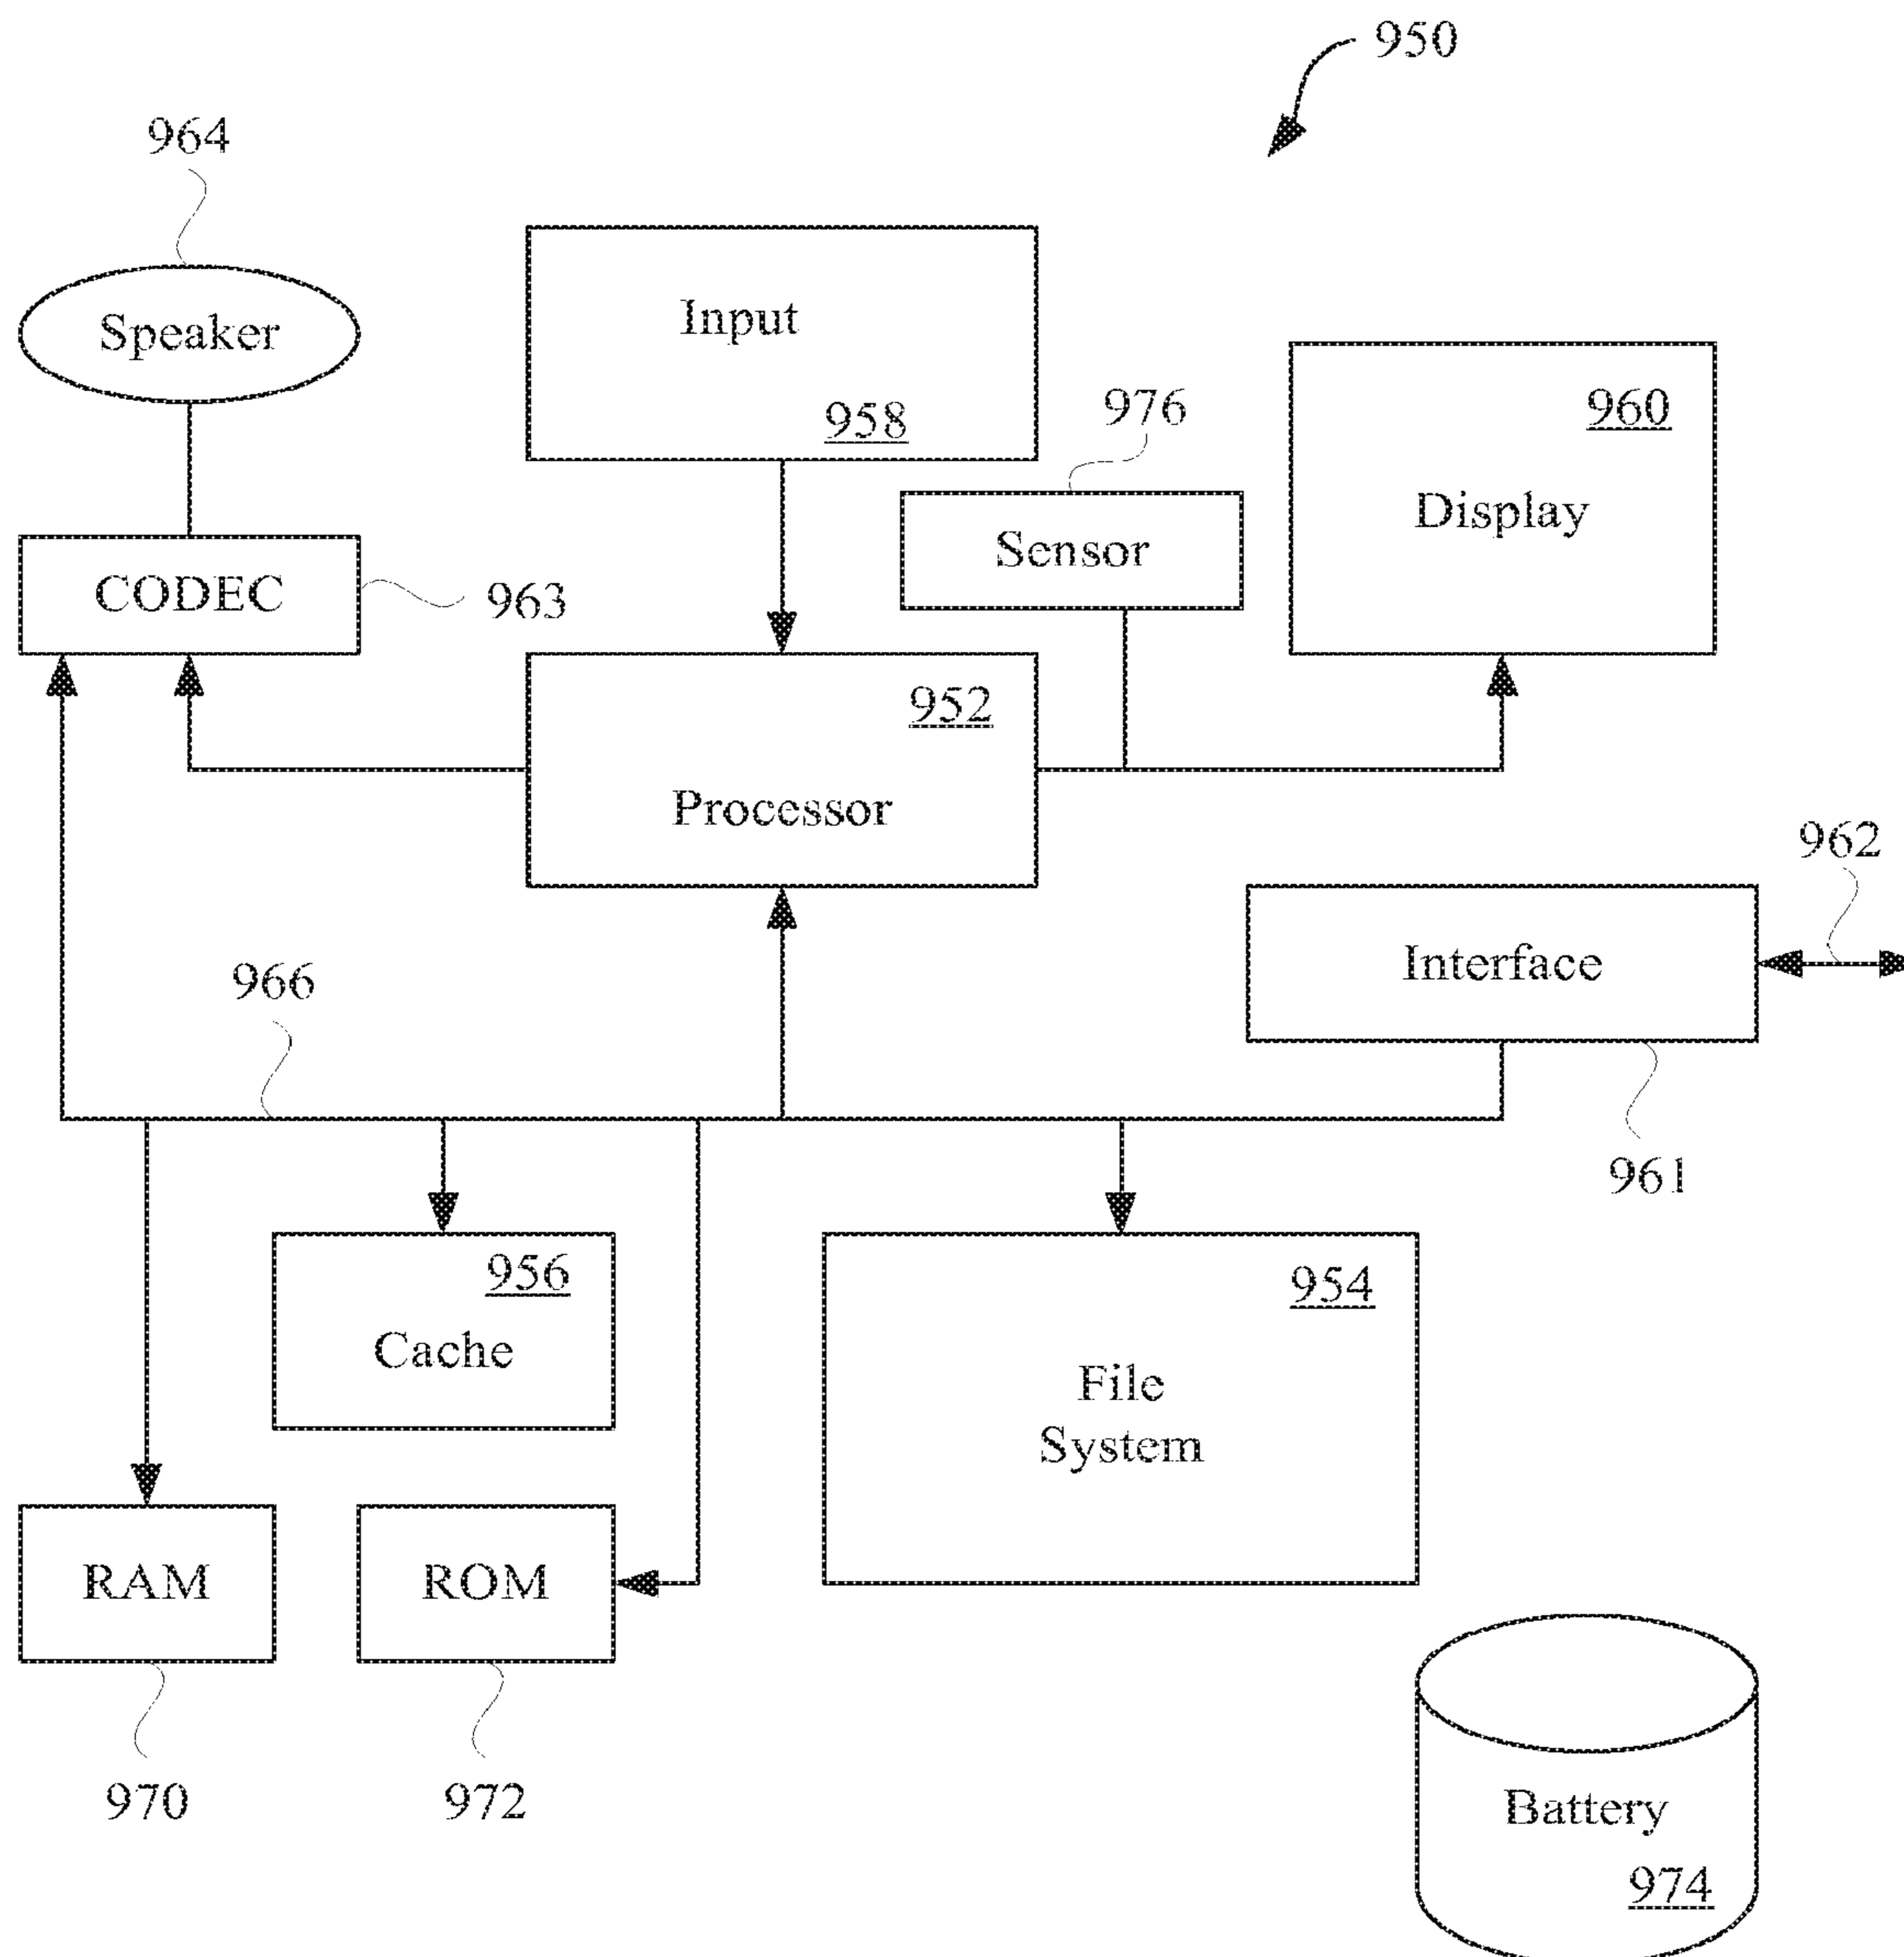 950
964
Speaker
Input
958
976
960
Display
Sensor
CODEC
963
952
Processor
962
Interface
966
961
956
Cache
954
File
System
RAM
ROM
970
972
Battery
974